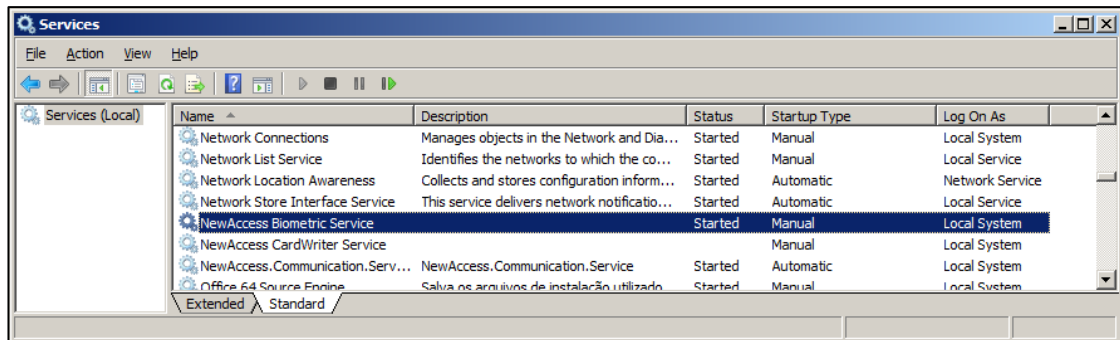 Services
File Action View Help
Services (Local)
Name Description Status Startup Type Log On As
Network Connections Manages objects in the Network and Dia... Started Manual Local System
Network List Service Identifies the networks to which the co... Started Manual Local Service
Network Location Awareness Collects and stores configuration inform... Started Automatic Network Service
Network Store Interface Service This service delivers network notificatio... Started Automatic Local Service
NewAccess Biometric Service Started Manual Local System
NewAccess CardWriter Service Manual Local System
NewAccess.Communication.Serv... NewAccess.Communication.Service Started Automatic Local System
Office 64 Source Engine Salva os arquivos de instalação utilizado Started Manual Local System
Extended Standard